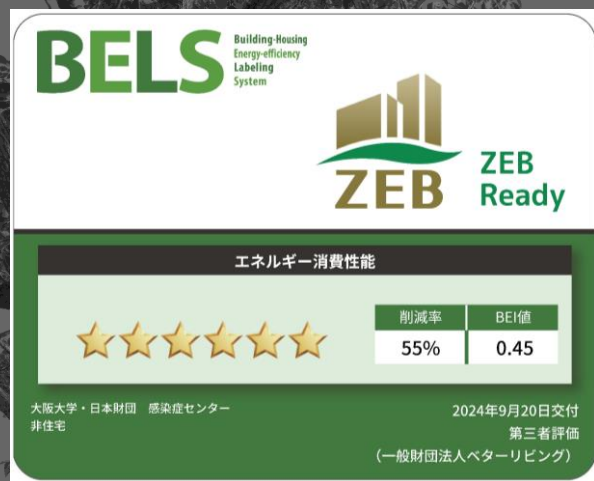 BELS
Building-Housing
Energy-efficiency
Labeling
System
ZEB
ZEB
Ready
エネルギー消費性能
削減率 BEI値
55% 0.45
大阪大学・日本財団　感染症センター
非住宅
2024年9月20日交付
第三者評価
（一般財団法人ベターリビング）